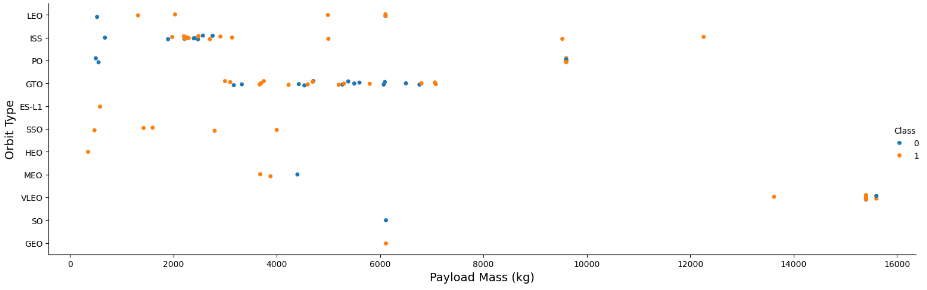 LEO
ISS
PO
GTO
ES-L1
SSO
HEO
MEO
VLEO
SO
GEO
Orbit Type
0 2000 4000 6000 8000 10000 12000 14000 16000
Payload Mass (kg)
Class
0
1